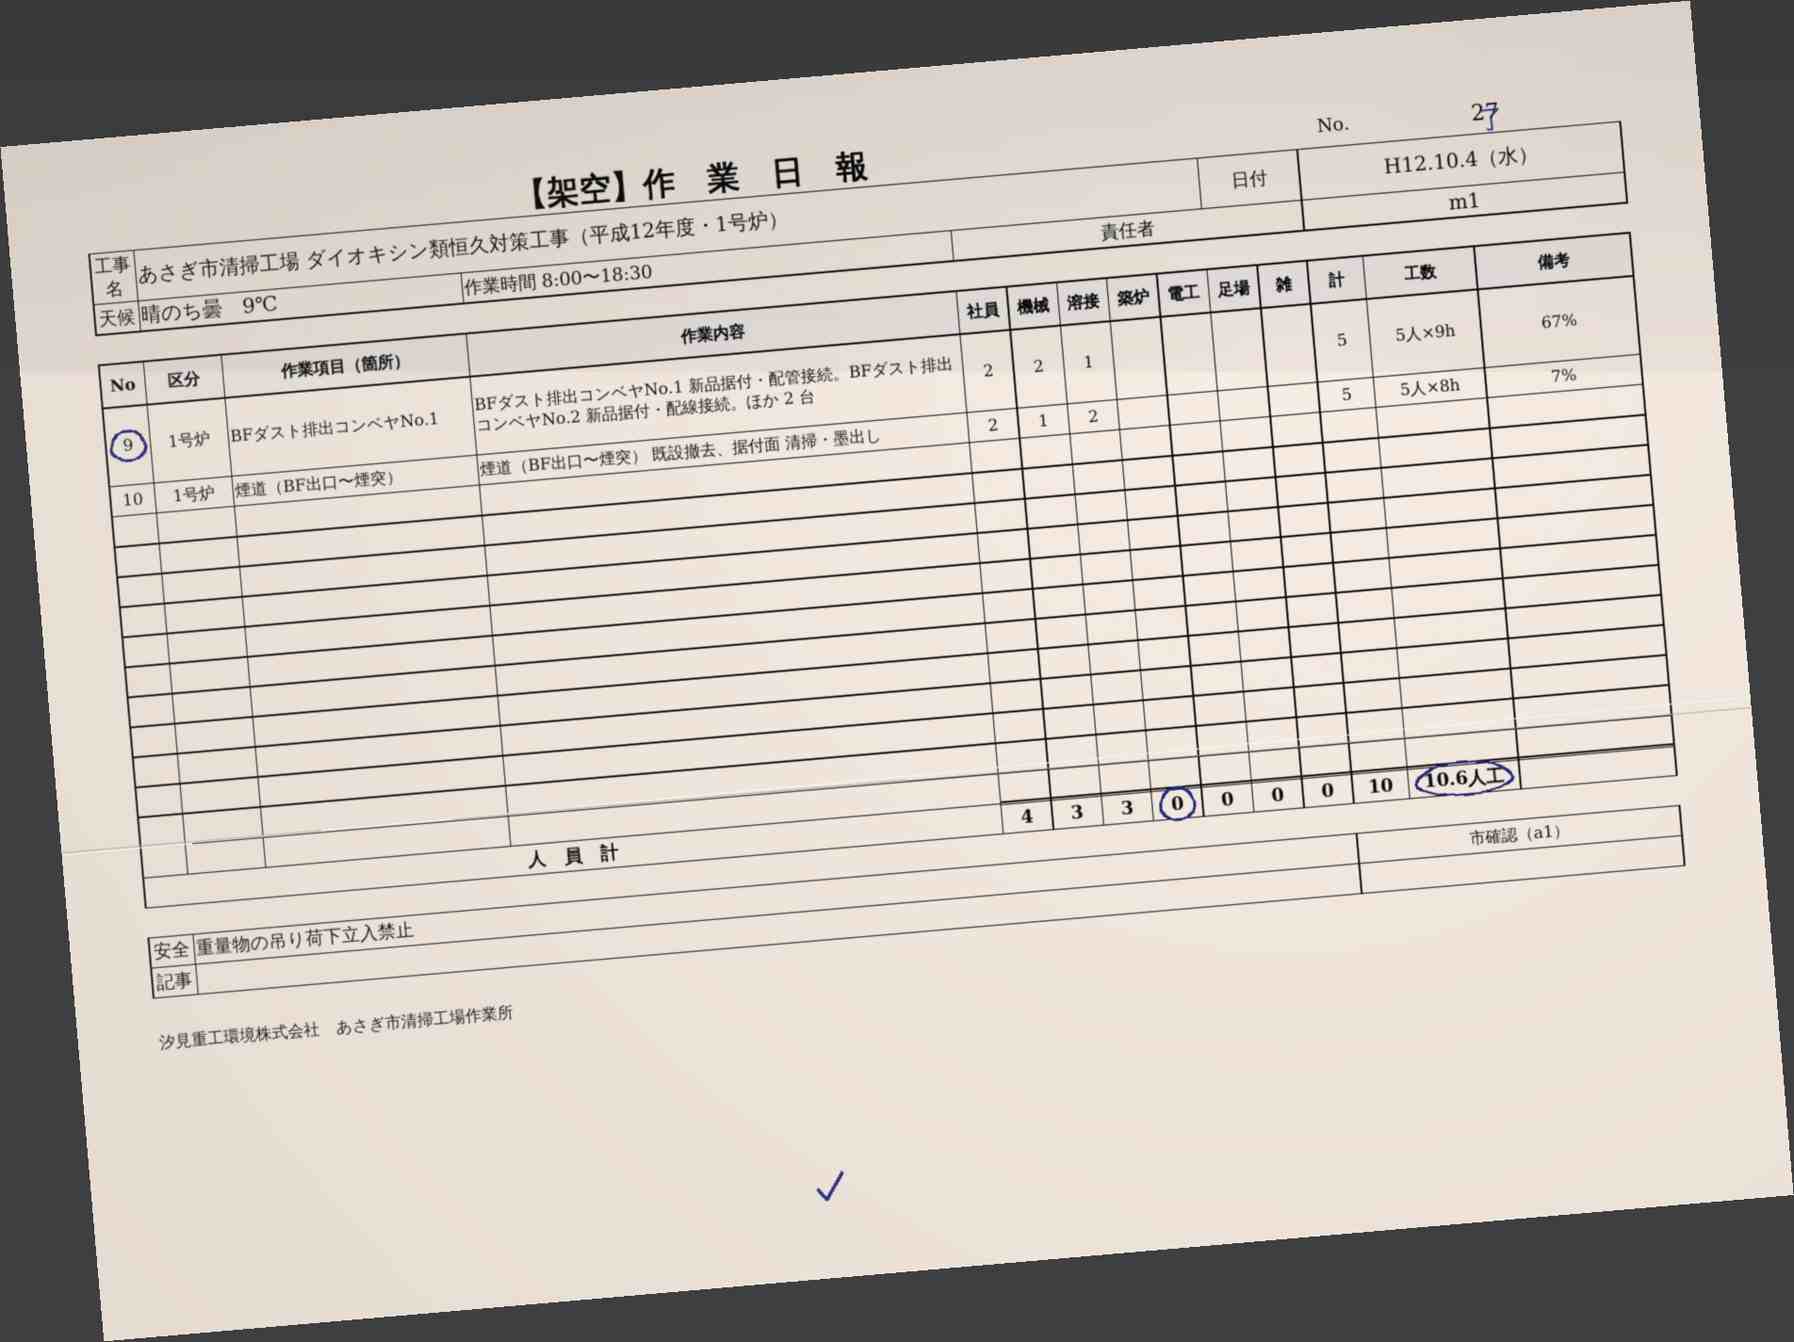 No. 27
【架空】作 業 日 報
工事名 あさぎ市清掃工場 ダイオキシン類恒久対策工事（平成12年度・1号炉） 日付 H12.10.4（水）
天候 晴のち曇 9℃ 作業時間 8:00〜18:30 責任者 m1
No 区分 作業項目（箇所） 作業内容 社員 機械 溶接 築炉 電工 足場 雑 計 工数 備考
9 1号炉 BFダスト排出コンベヤNo.1 BFダスト排出コンベヤNo.1 新品据付・配管接続。BFダスト排出
コンベヤNo.2 新品据付・配線接続。ほか 2 台 2 2 1 5 5人×9h 67%
10 1号炉 煙道（BF出口〜煙突） 煙道（BF出口〜煙突） 既設撤去、据付面 清掃・墨出し 2 1 2 5 5人×8h 7%
人 員 計 4 3 3 0 0 0 0 10 10.6人工
安全 重量物の吊り荷下立入禁止 市確認（a1）
記事
汐見重工環境株式会社 あさぎ市清掃工場作業所